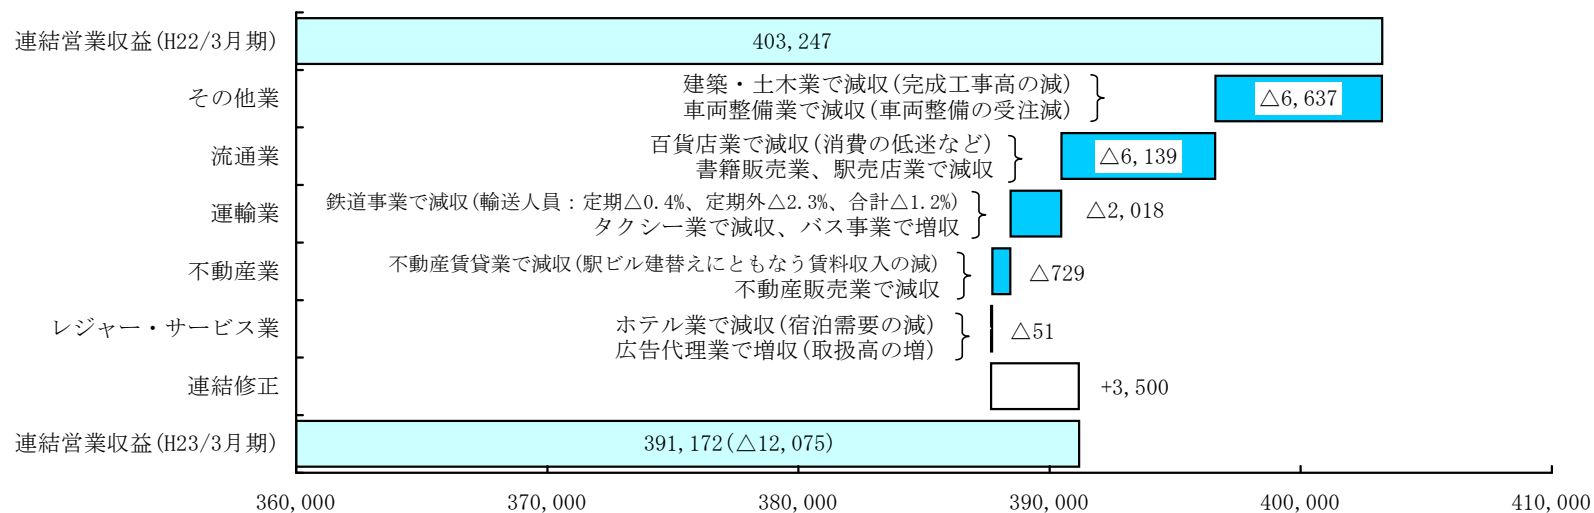 連結営業収益(H22/3月期)
403,247
その他業
建築・土木業で減収(完成工事高の減)
車両整備業で減収(車両整備の受注減)
△6,637
流通業
百貨店業で減収(消費の低迷など)
書籍販売業、駅売店業で減収
△6,139
運輸業
鉄道事業で減収(輸送人員：定期△0.4%、定期外△2.3%、合計△1.2%)
タクシー業で減収、バス事業で増収
△2,018
不動産業
不動産賃貸業で減収(駅ビル建替えにともなう賃料収入の減)
不動産販売業で減収
△729
レジャー・サービス業
ホテル業で減収(宿泊需要の減)
広告代理業で増収(取扱高の増)
△51
連結修正
+3,500
連結営業収益(H23/3月期)
391,172(△12,075)
360,000 370,000 380,000 390,000 400,000 410,000